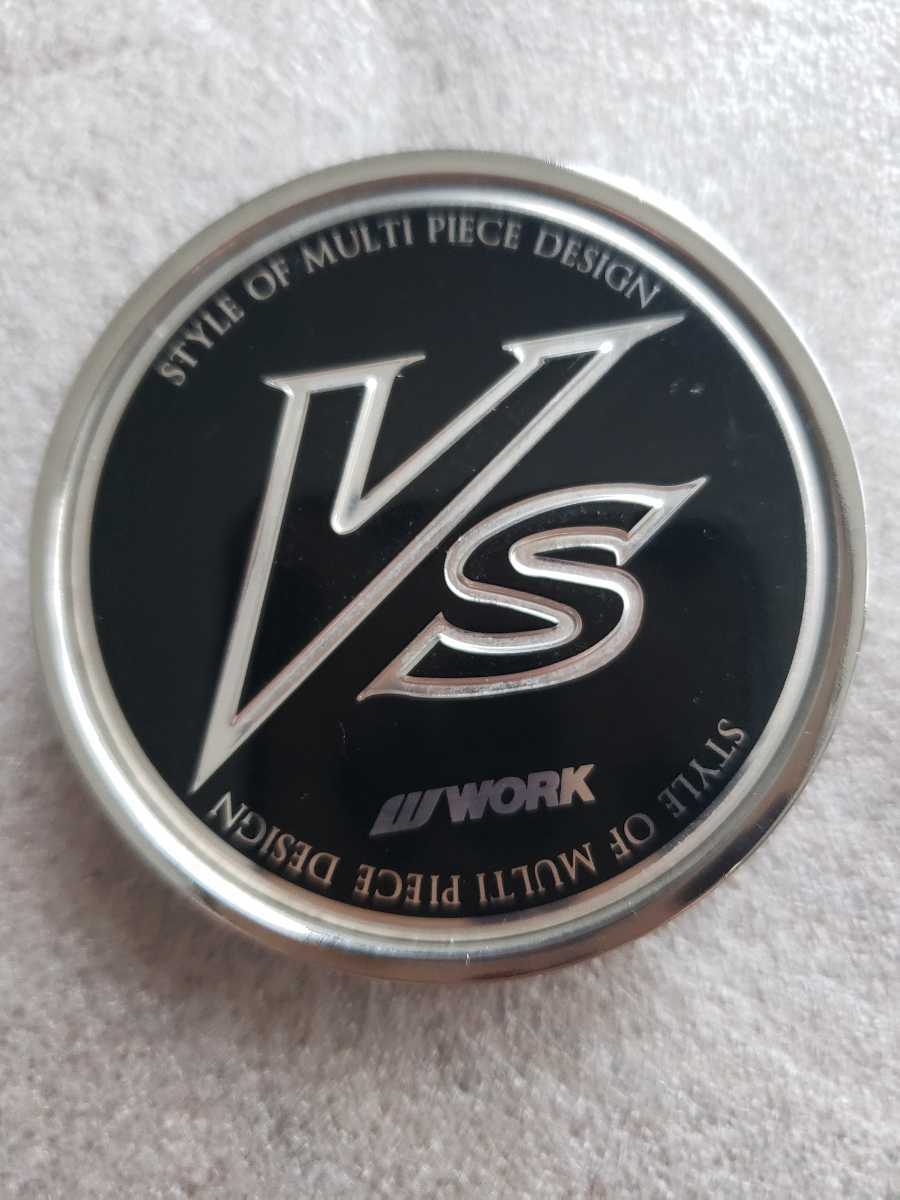 STYLE OF MULTI PIECE DESIGN
VS
WORK
STYLE OF MULTI PIECE DESIGN